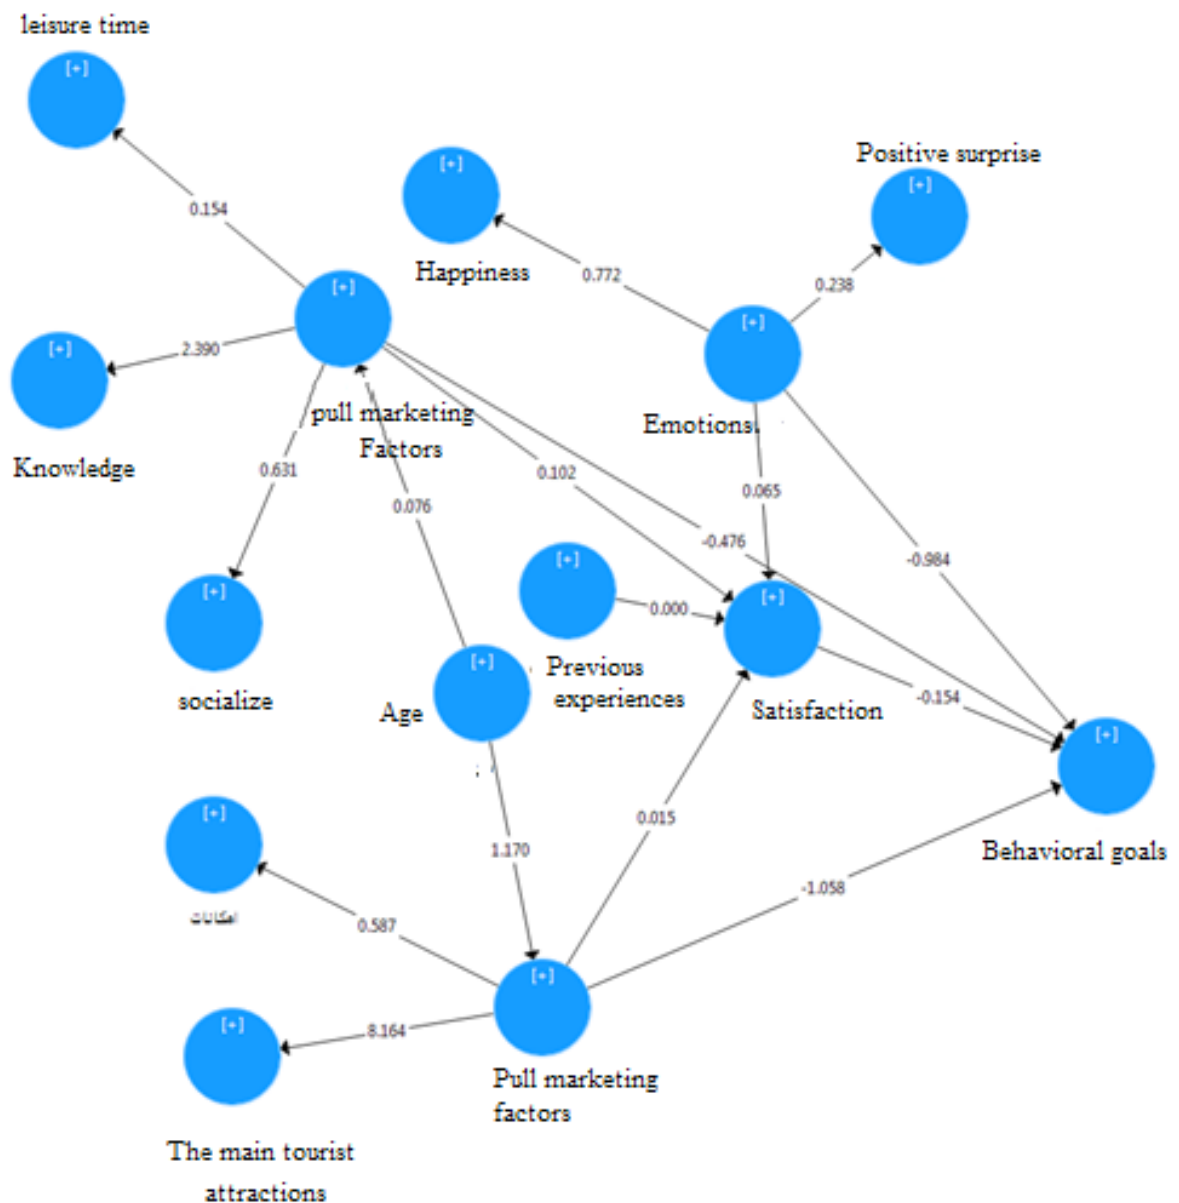 leisure time
[+]
0.154
[+]
Happiness
0.772
Positive surprise
[+]
0.238
[+]
pull marketing
Factors
[+]
Knowledge
2.390
[+]
Emotions
0.631
0.076
0.102
0.065
-0.476
-0.984
[+]
socialize
[+]
Previous
experiences
0.000
[+]
Satisfaction
[+]
Age
-0.154
[+]
Behavioral goals
[+]
امکانات
0.587
1.170
0.015
-1.058
[+]
Pull marketing
factors
8.164
[+]
The main tourist
attractions